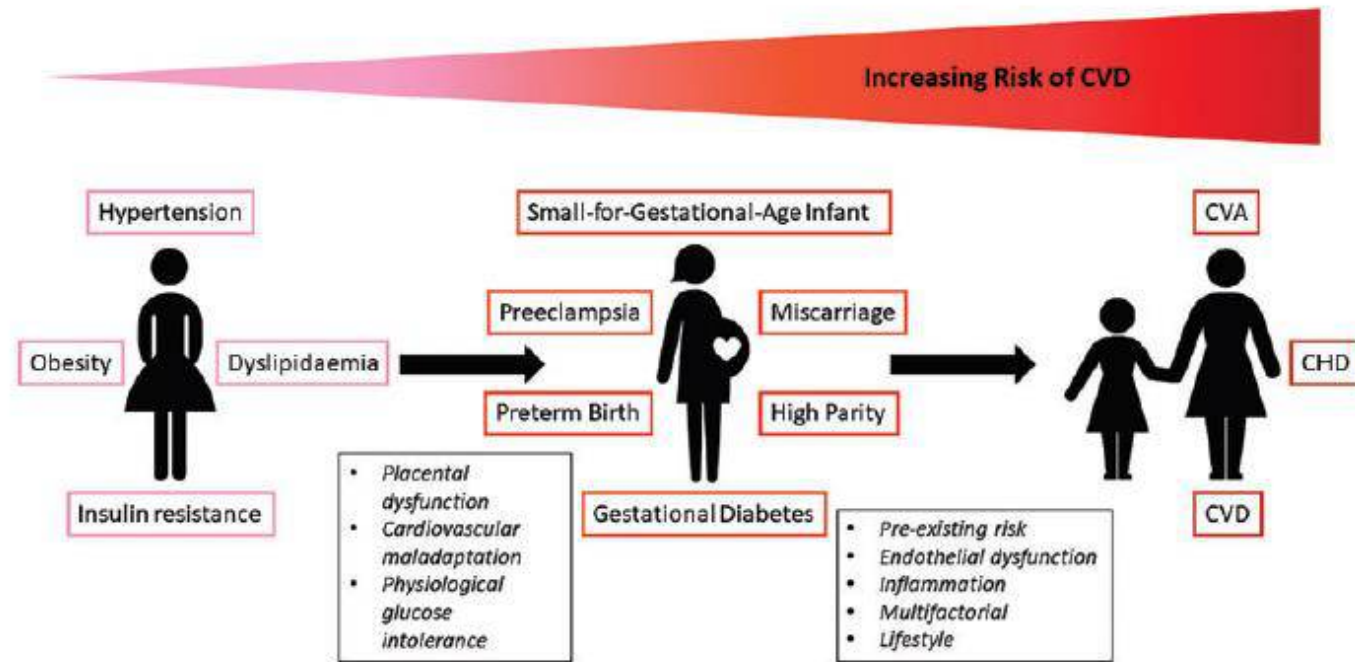 Increasing Risk of CVD
Hypertension
Obesity
Dyslipidaemia
Insulin resistance
• Placental
dysfunction
• Cardiovascular
maladaptation
• Physiological
glucose
intolerance
Small-for-Gestational-Age Infant
Preeclampsia
Miscarriage
Preterm Birth
High Parity
Gestational Diabetes
• Pre-existing risk
• Endothelial dysfunction
• Inflammation
• Multifactorial
• Lifestyle
CVA
CHD
CVD